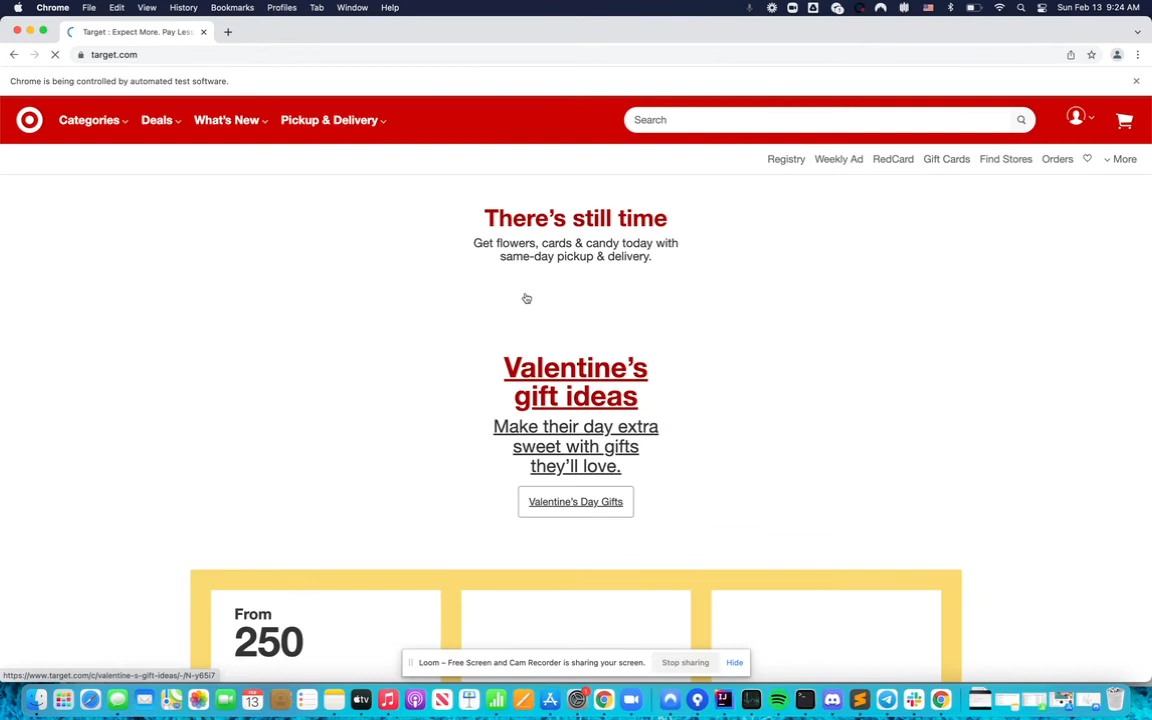 Chrome File Edit View History Bookmarks Profiles Tab Window Help Sun Feb 13 9:24 AM
Target : Expect More. Pay Les
target.com
Chrome is being controlled by automated test software.
Categories Deals What's New Pickup & Delivery Search
Registry Weekly Ad RedCard Gift Cards Find Stores Orders More
There's still time
Get flowers, cards & candy today with
same-day pickup & delivery.
Valentine's
gift ideas
Make their day extra
sweet with gifts
they'll love.
Valentine's Day Gifts
From
250
Loom – Free Screen and Cam Recorder is sharing your screen. Stop sharing Hide
https://www.target.com/c/valentine-s-gift-ideas/-/N-y65i7